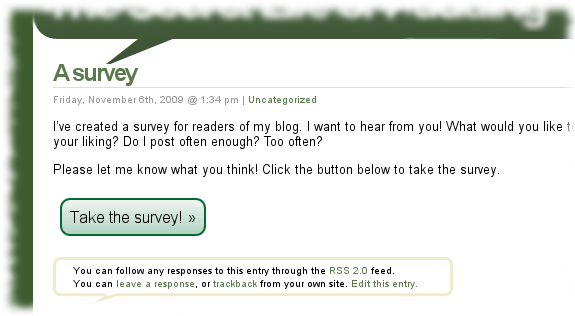 A survey
Friday, November 6th, 2009 @ 1:34 pm | Uncategorized
I've created a survey for readers of my blog. I want to hear from you! What would you like
your liking? Do I post often enough? Too often?
Please let me know what you think! Click the button below to take the survey.
Take the survey! »
You can follow any responses to this entry through the RSS 2.0 feed.
You can leave a response, or trackback from your own site. Edit this entry.